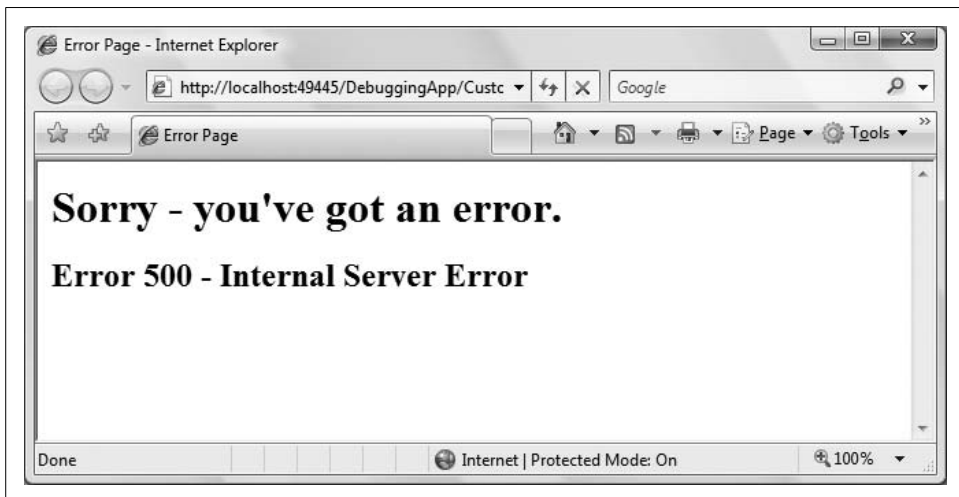 Error Page - Internet Explorer
http://localhost:49445/DebuggingApp/Custc
Google
Error Page
Page
Tools
»
Sorry - you've got an error.
Error 500 - Internal Server Error
Done
Internet | Protected Mode: On
100%